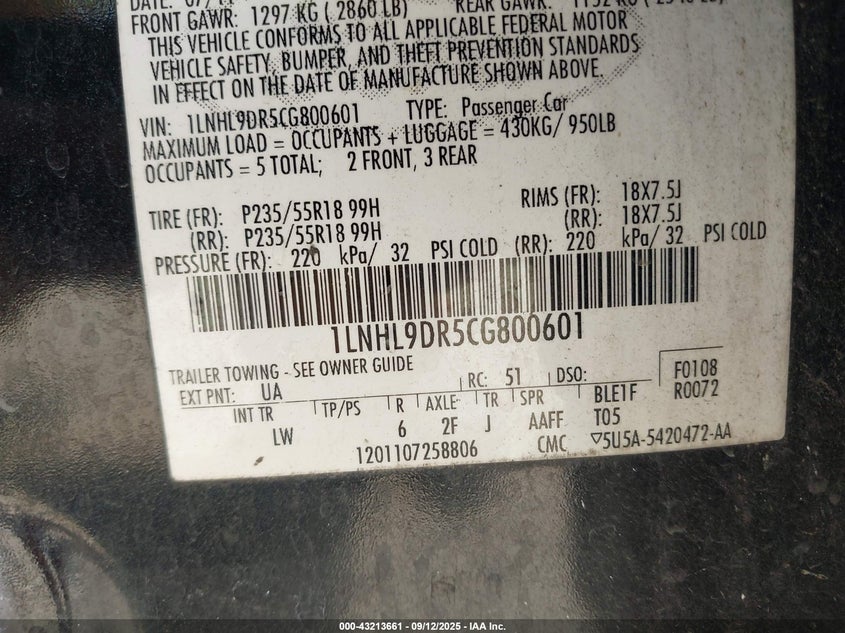 FRONT GAWR: 1297 KG ( 2860 LB) REAR GAWR:
THIS VEHICLE CONFORMS TO ALL APPLICABLE FEDERAL MOTOR
VEHICLE SAFETY, BUMPER, AND THEFT PREVENTION STANDARDS
IN EFFECT ON THE DATE OF MANUFACTURE SHOWN ABOVE.
VIN: 1LNHL9DR5CG800601 TYPE: Passenger Car
MAXIMUM LOAD = OCCUPANTS + LUGGAGE = 430KG/ 950LB
OCCUPANTS = 5 TOTAL; 2 FRONT, 3 REAR
TIRE (FR): P235/55R18 99H RIMS (FR): 18X7.5J
(RR): P235/55R18 99H (RR): 18X7.5J
PRESSURE (FR): 220 kPa/ 32 PSI COLD (RR): 220 kPa/ 32 PSI COLD
1LNHL9DR5CG800601
TRAILER TOWING - SEE OWNER GUIDE
EXT PNT: UA RC: 51 DSO: F0108
R0072
INT TR TP/PS R AXLE TR SPR BLE1F
LW 6 2F J AAFF T05
1201107258806 CMC ▽5U5A-5420472-AA
000-43213661 - 09/12/2025 - IAA Inc.